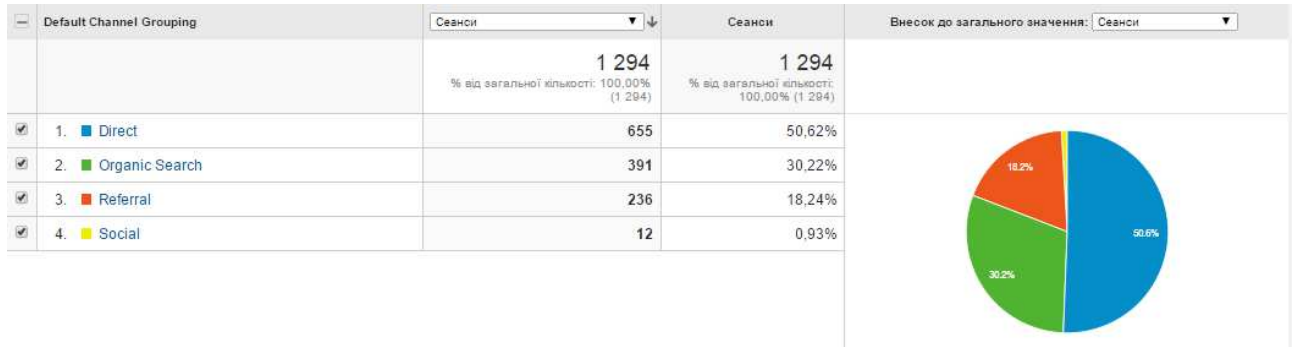 Default Channel Grouping
Сеанси
Сеанси
Внесок до загального значення: Сеанси
1 294
% від загальної кількості: 100,00%
(1 294)
1 294
% від загальної кількості:
100,00% (1 294)
1. Direct 655 50,62%
2. Organic Search 391 30,22%
3. Referral 236 18,24%
4. Social 12 0,93%
18.2%
50.6%
30.2%